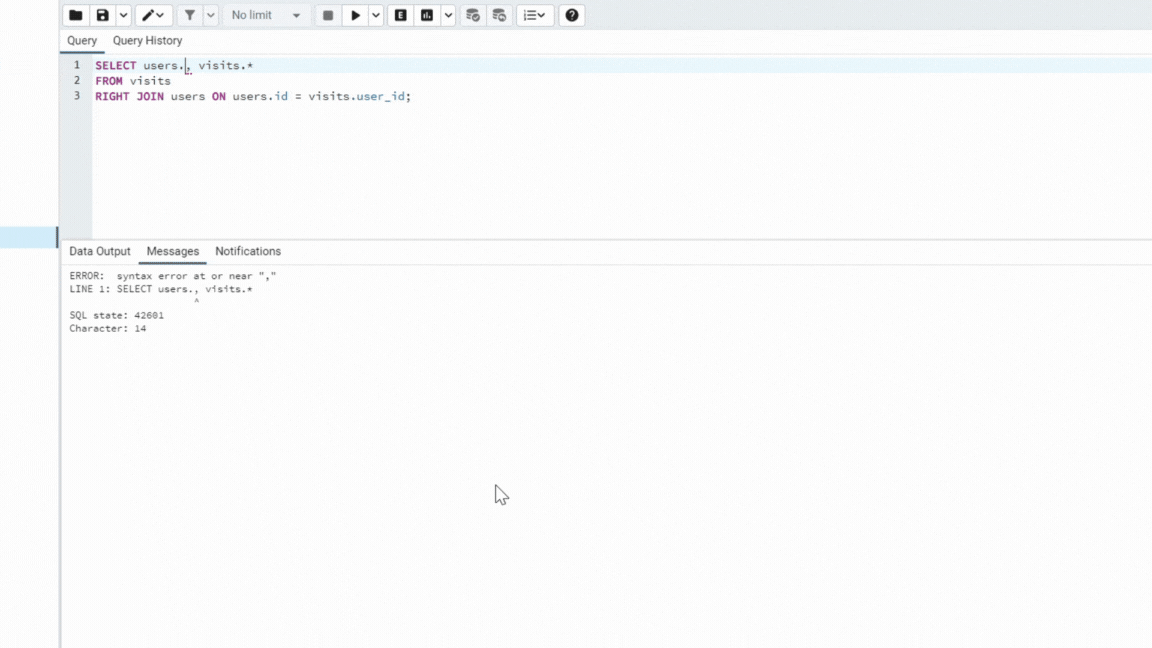 No limit
E
Query Query History
1 SELECT users., visits.*
2 FROM visits
3 RIGHT JOIN users ON users.id = visits.user_id;
Data Output Messages Notifications
ERROR:  syntax error at or near ","
LINE 1: SELECT users., visits.*
^
SQL state: 42601
Character: 14